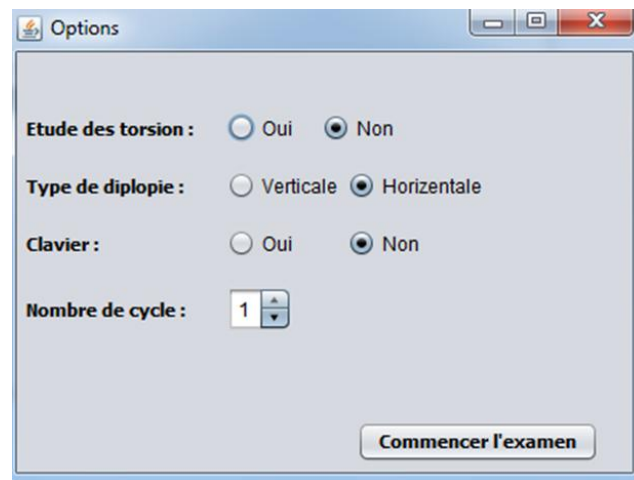 Options
Etude des torsion : Oui Non
Type de diplopie : Verticale Horizentale
Clavier : Oui Non
Nombre de cycle : 1
Commencer l'examen